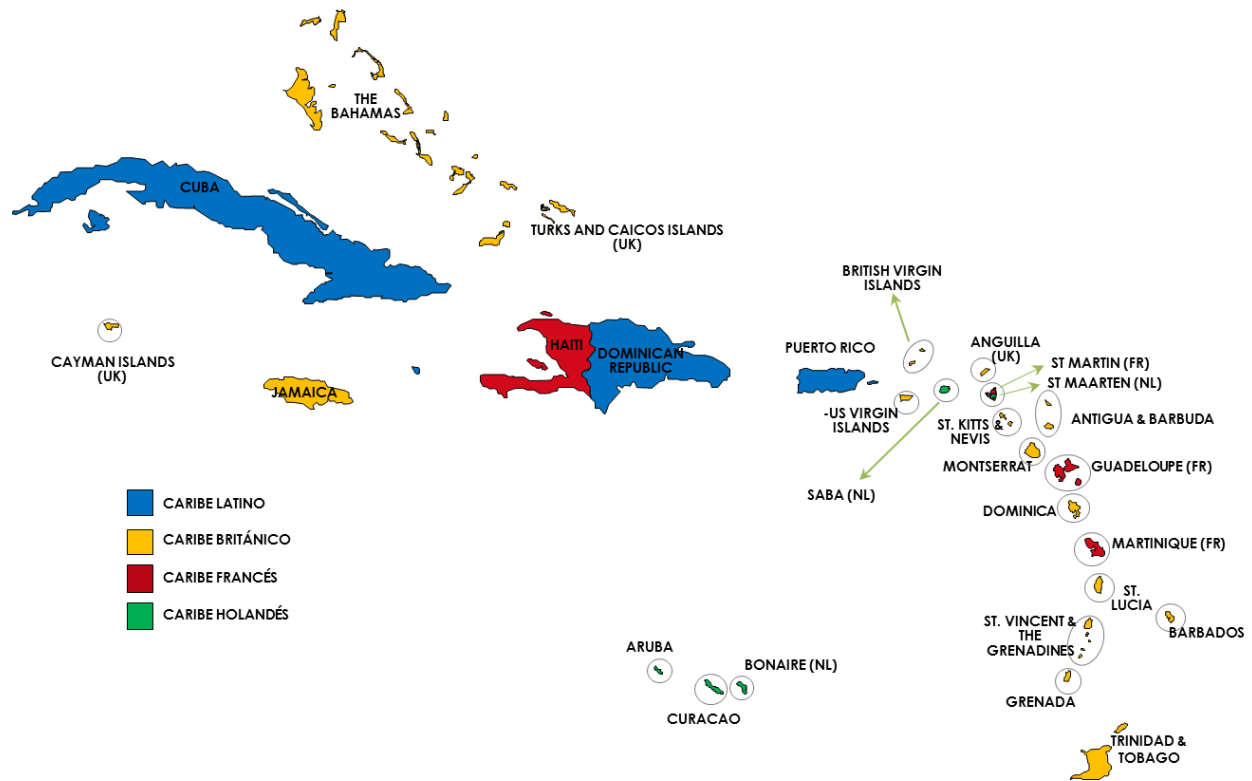 THE
BAHAMAS
CUBA
TURKS AND CAICOS ISLANDS
(UK)
BRITISH VIRGIN
ISLANDS
CAYMAN ISLANDS
(UK)
JAMAICA
HAITI
DOMINICAN
REPUBLIC
PUERTO RICO
ANGUILLA
(UK)
ST MARTIN (FR)
ST MAARTEN (NL)
-US VIRGIN
ISLANDS
ST. KITTS &
NEVIS
ANTIGUA & BARBUDA
MONTSERRAT
GUADELOUPE (FR)
SABA (NL)
DOMINICA
MARTINIQUE (FR)
ST.
LUCIA
ST. VINCENT &
THE
GRENADINES
BARBADOS
GRENADA
TRINIDAD &
TOBAGO
ARUBA
BONAIRE (NL)
CURACAO
CARIBE LATINO
CARIBE BRITÁNICO
CARIBE FRANCÉS
CARIBE HOLANDÉS